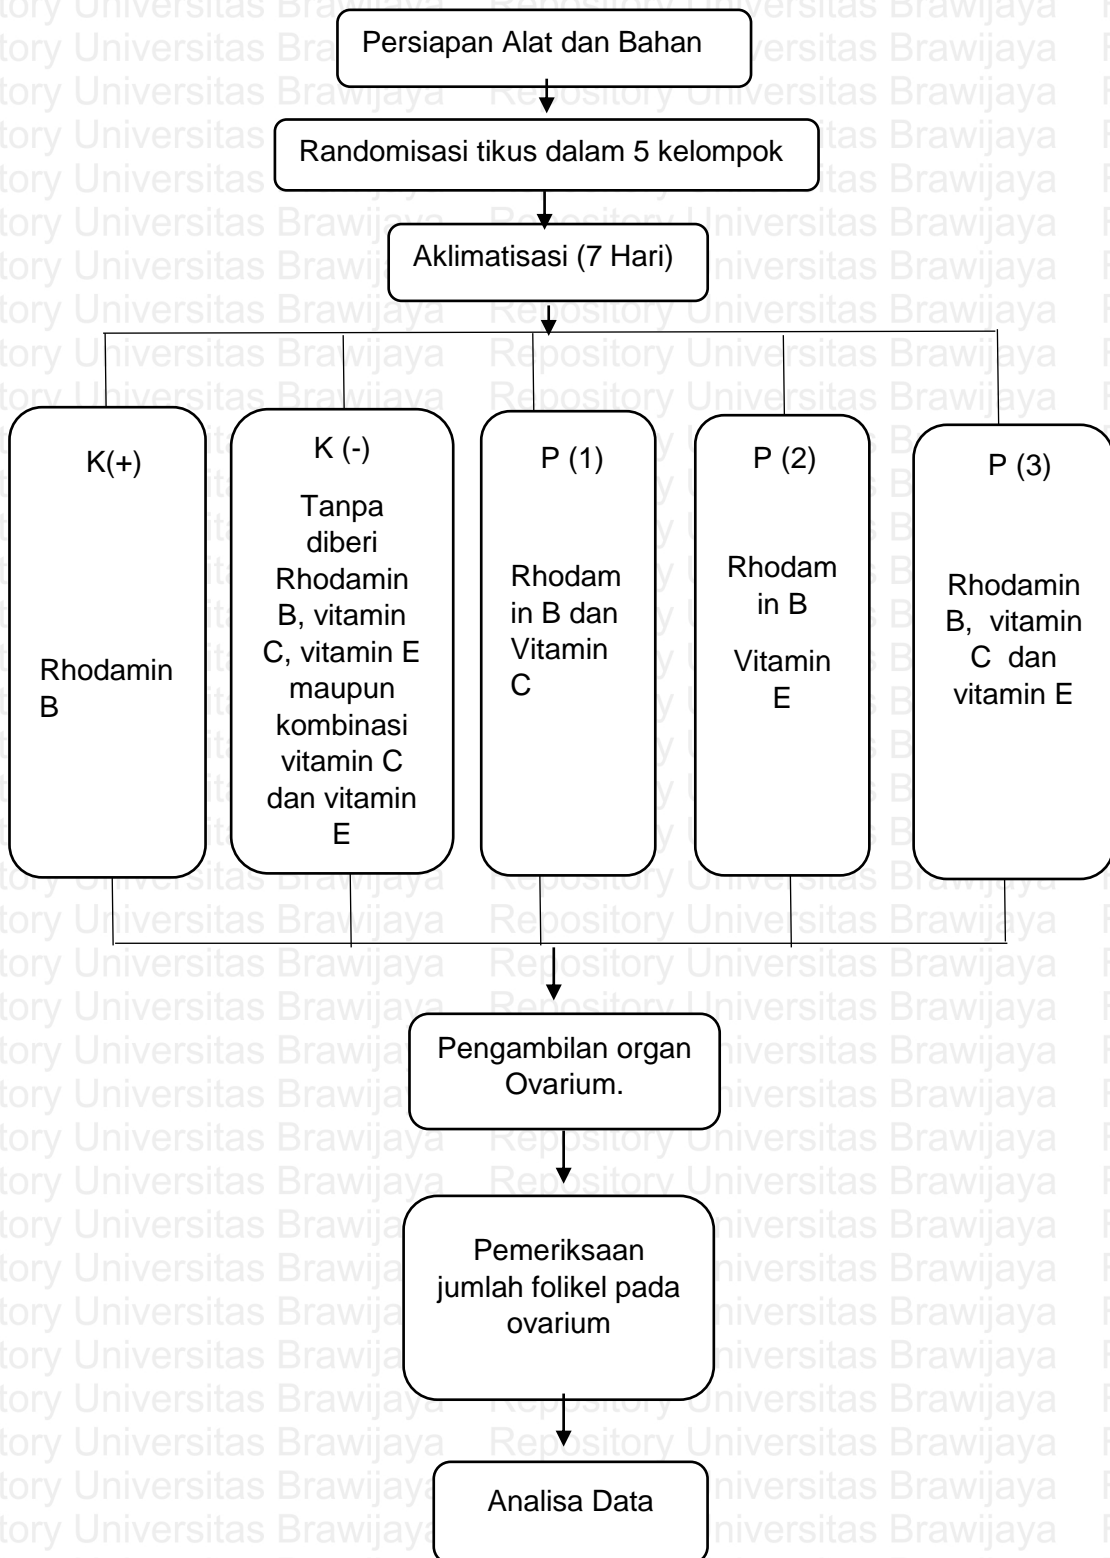 Persiapan Alat dan Bahan
Randomisasi tikus dalam 5 kelompok
Aklimatisasi (7 Hari)
K(+)
Rhodamin
B
K (-)
Tanpa
diberi
Rhodamin
B, vitamin
C, vitamin E
maupun
kombinasi
vitamin C
dan vitamin
E
P (1)
Rhodam
in B dan
Vitamin
C
P (2)
Rhodam
in B
Vitamin
E
P (3)
Rhodamin
B, vitamin
C dan
vitamin E
Pengambilan organ
Ovarium.
Pemeriksaan
jumlah folikel pada
ovarium
Analisa Data